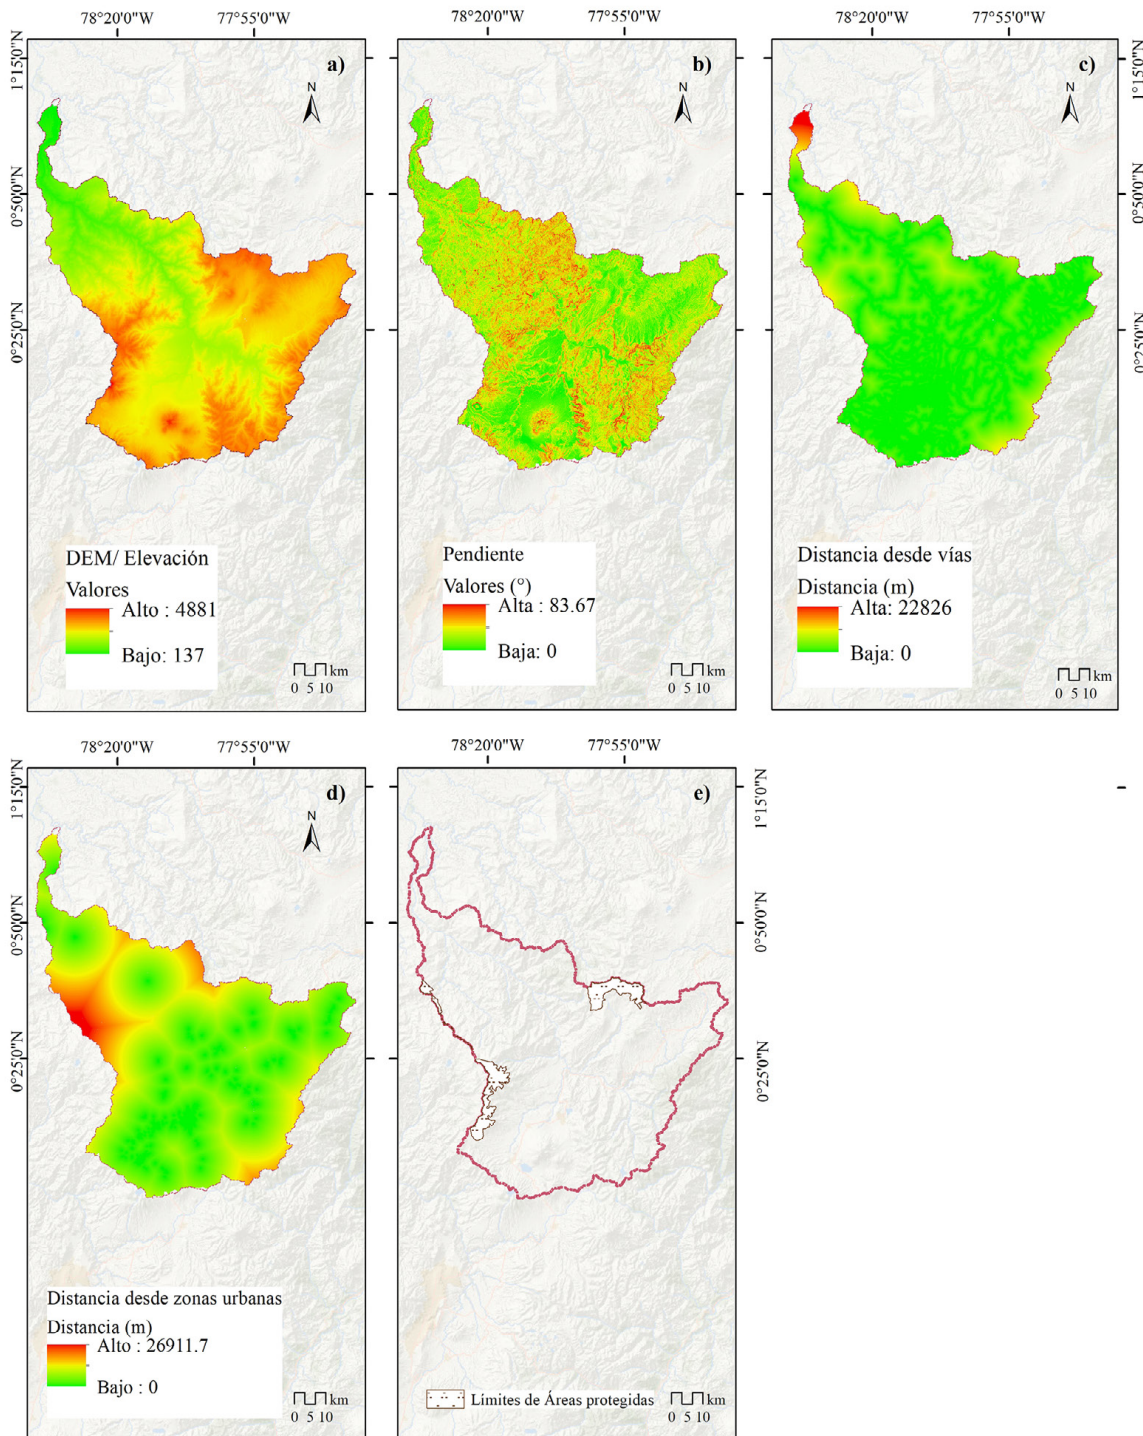 78°20'0"W 77°55'0"W
78°20'0"W 77°55'0"W
78°20'0"W 77°55'0"W
1°15'0"N
0°50'0"N
0°25'0"N
a)
N
DEM/ Elevación
Valores
Alto : 4881
Bajo: 137
km
0 5 10
b)
N
Pendiente
Valores (°)
Alta : 83.67
Baja: 0
km
0 5 10
c)
N
Distancia desde vías
Distancia (m)
Alta: 22826
Baja: 0
km
0 5 10
1°15'0"N
0°50'0"N
78°20'0"W 77°55'0"W
78°20'0"W 77°55'0"W
1°15'0"N
0°50'0"N
0°25'0"N
d)
N
Distancia desde zonas urbanas
Distancia (m)
Alto : 26911.7
Bajo : 0
km
0 5 10
e)
Límites de Áreas protegidas
km
0 5 10
1°15'0"N
0°50'0"N
0°25'0"N